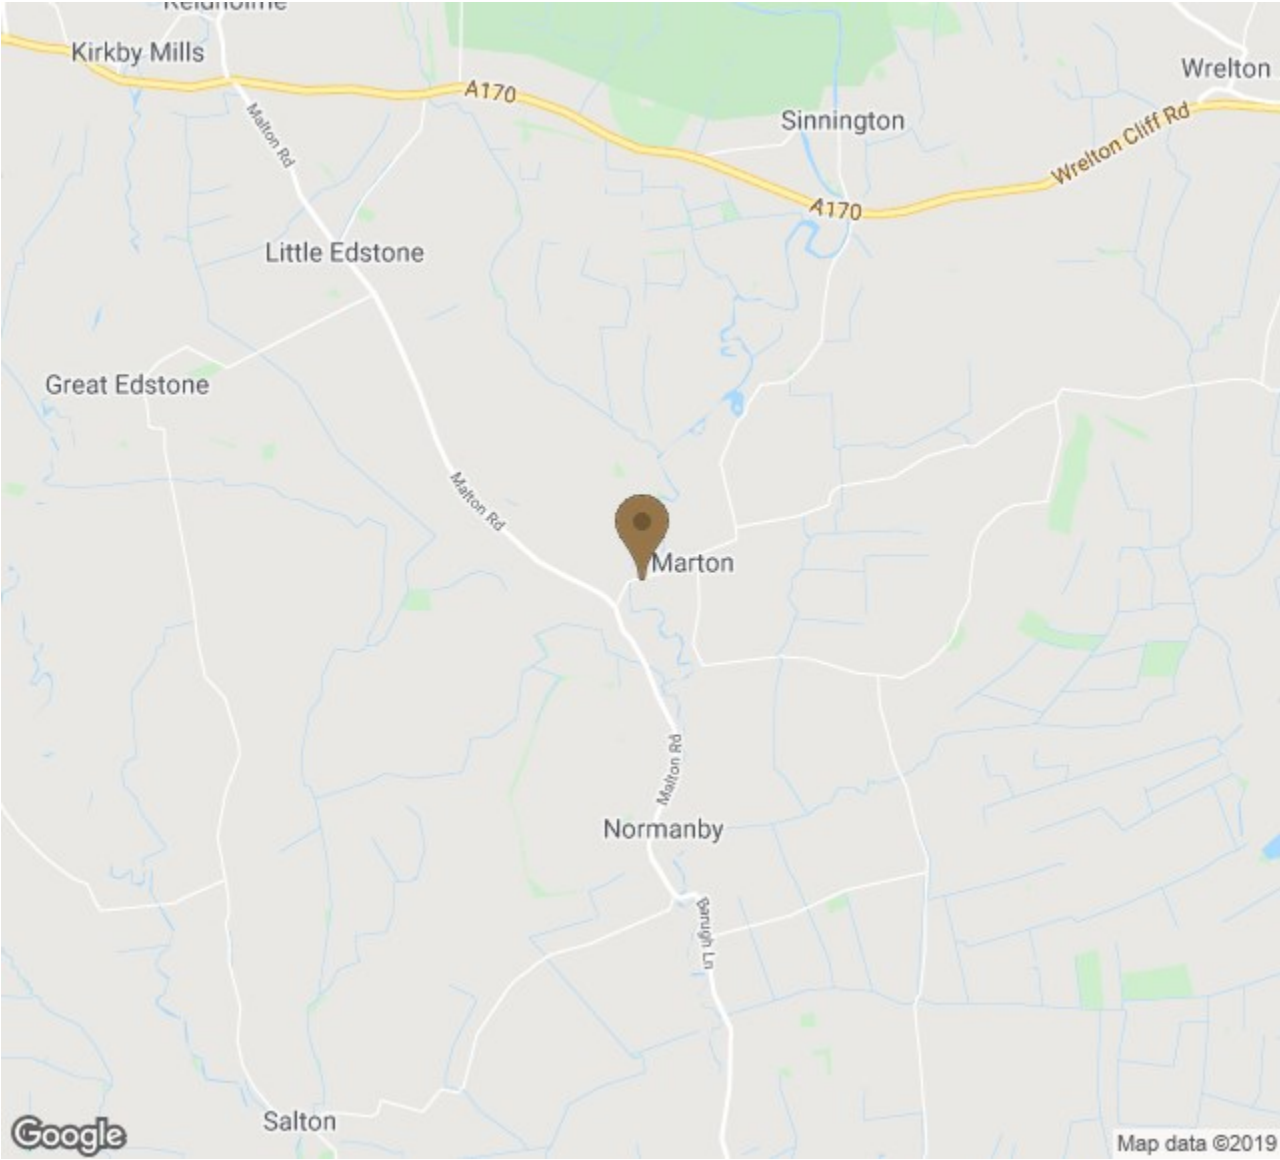 Keldholme
Kirkby Mills
Wrelton
A170
Malton Rd
Sinnington
Wrelton Cliff Rd
A170
Little Edstone
Great Edstone
Malton Rd
Marton
Malton Rd
Normanby
Barugh Ln
Salton
Google
Map data ©2019